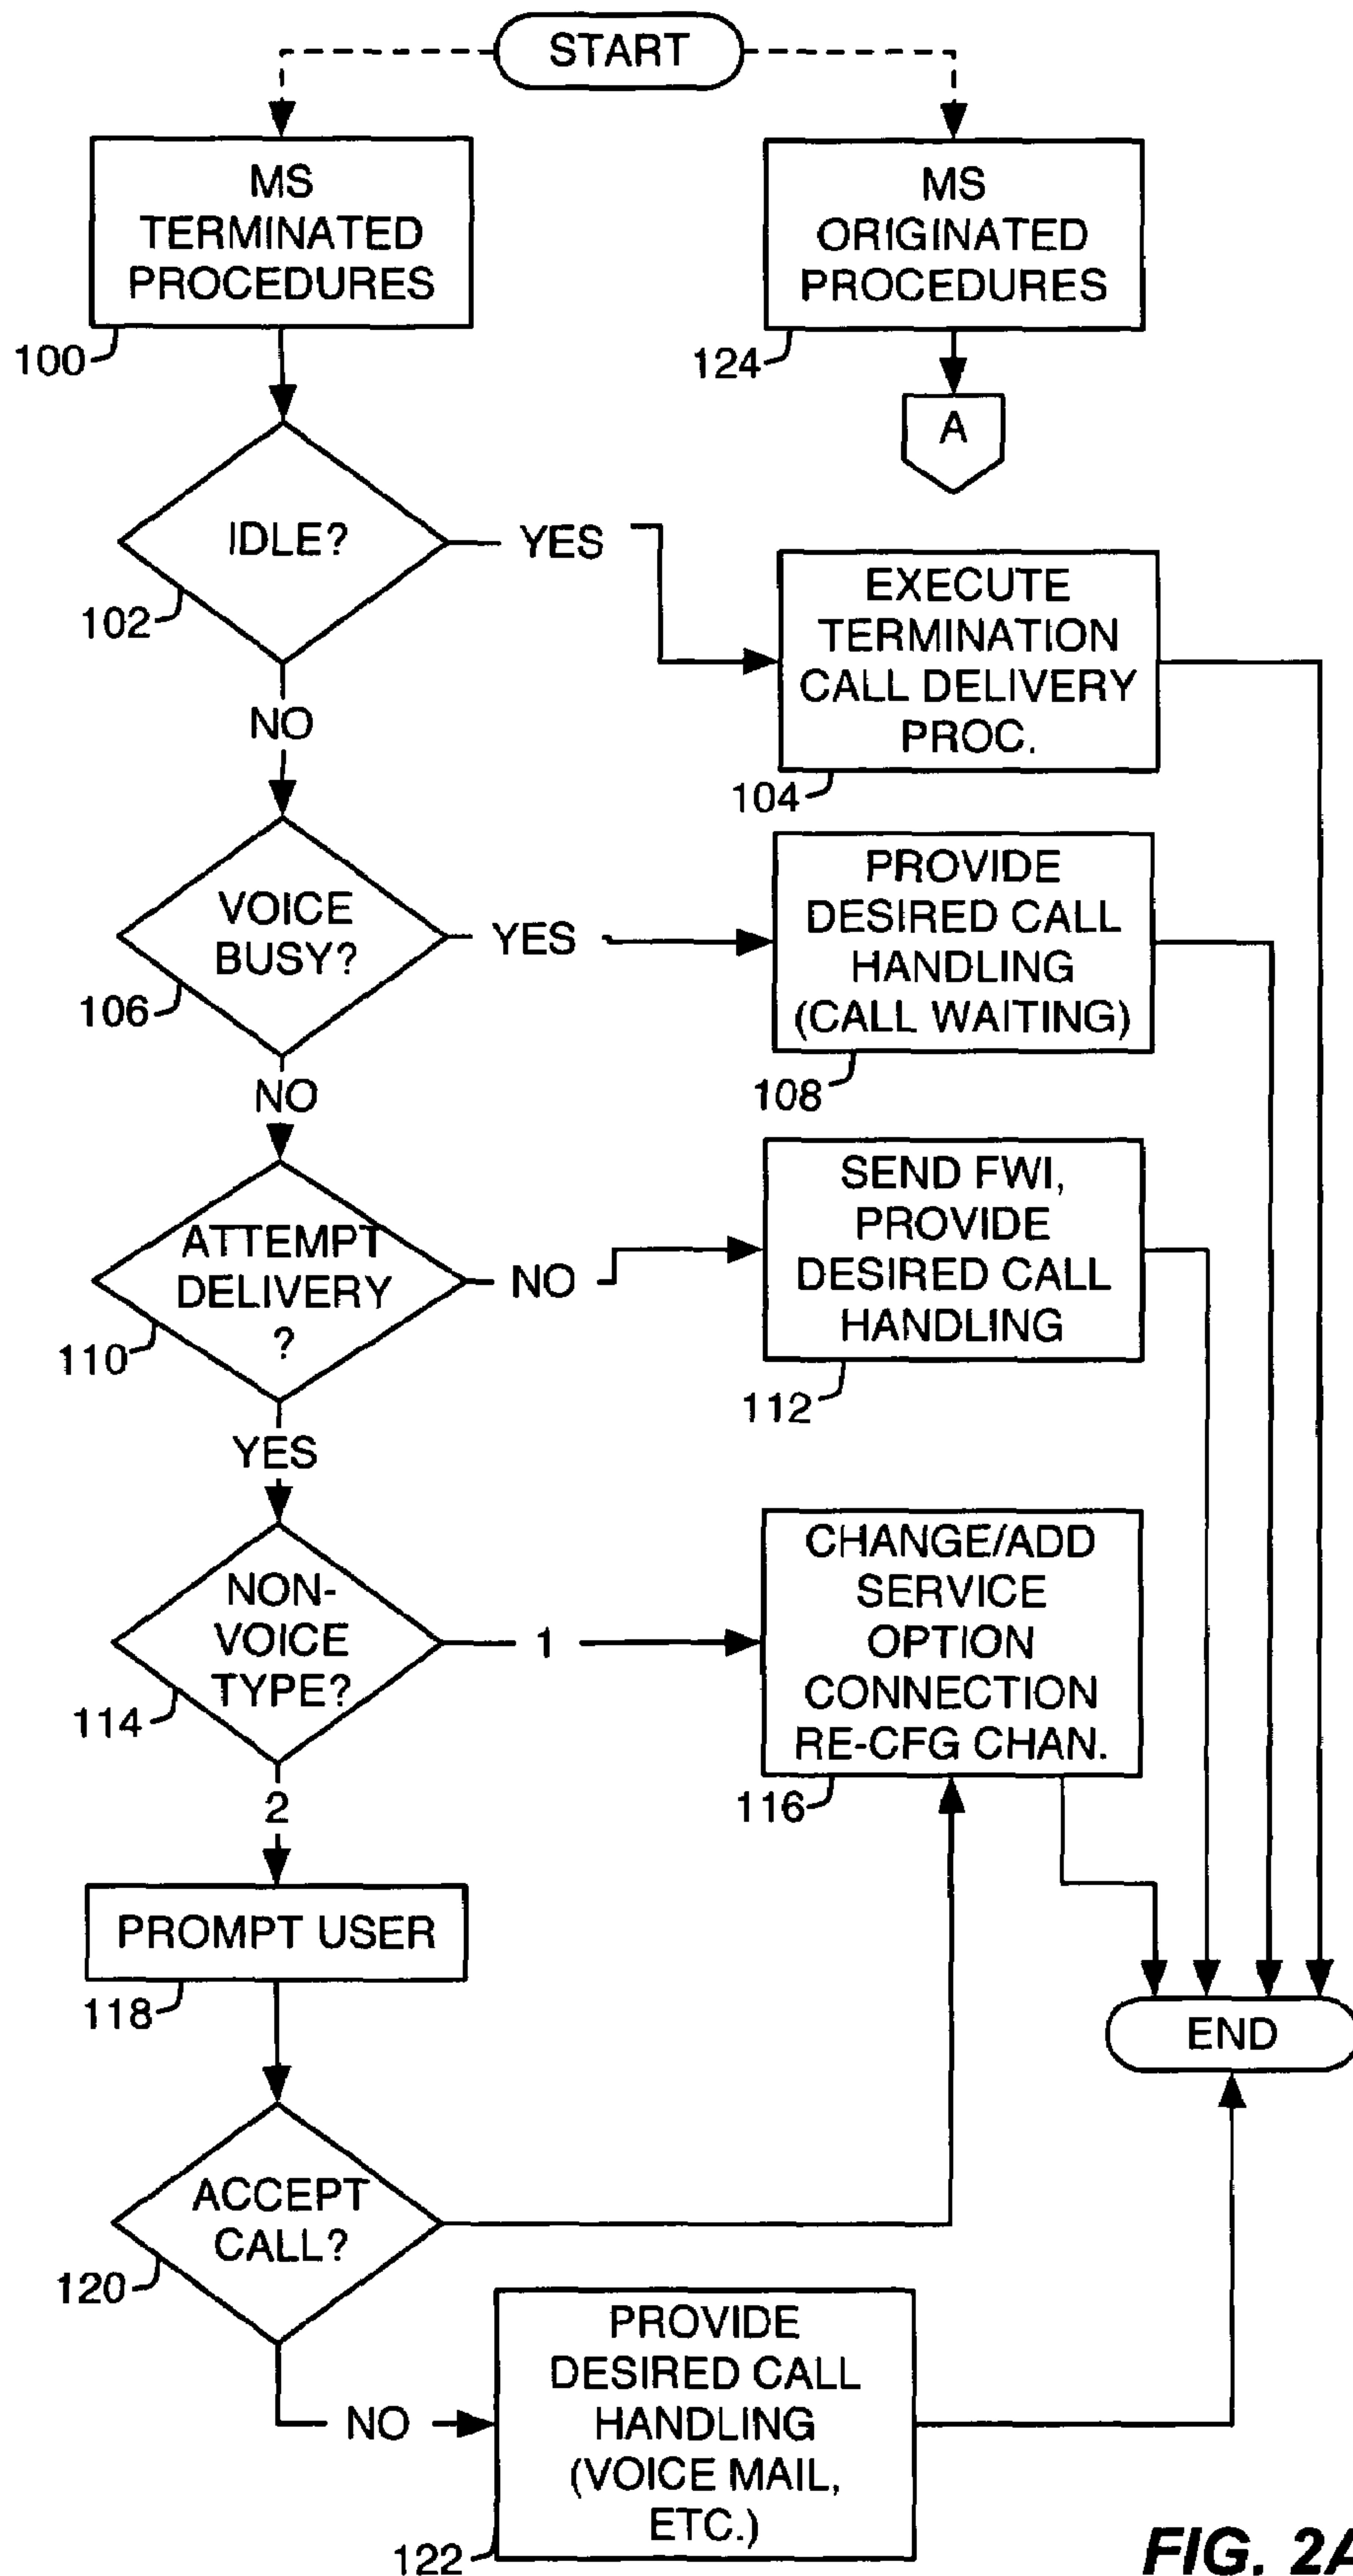 START
MS
TERMINATED
PROCEDURES
100
MS
ORIGINATED
PROCEDURES
124
A
IDLE?
102
YES
NO
EXECUTE
TERMINATION
CALL DELIVERY
PROC.
104
VOICE
BUSY?
106
YES
NO
PROVIDE
DESIRED CALL
HANDLING
(CALL WAITING)
108
ATTEMPT
DELIVERY
?
110
NO
YES
SEND FWI,
PROVIDE
DESIRED CALL
HANDLING
112
NON-
VOICE
TYPE?
114
1
2
CHANGE/ADD
SERVICE
OPTION
CONNECTION
RE-CFG CHAN.
116
PROMPT USER
118
END
ACCEPT
CALL?
120
NO
PROVIDE
DESIRED CALL
HANDLING
(VOICE MAIL,
ETC.)
122
FIG. 2A